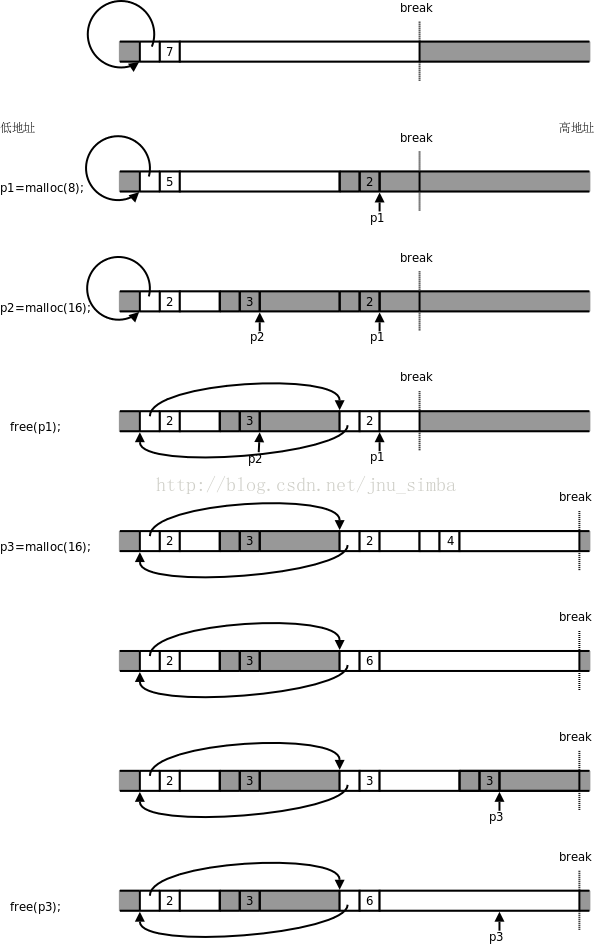 break
7
低地址
高地址
break
p1=malloc(8);
5
2
p1
break
p2=malloc(16);
2
3
2
p2
p1
break
free(p1);
2
3
2
p2
p1
http://blog.csdn.net/jnu_simba
break
p3=malloc(16);
2
3
2
4
break
2
3
6
break
2
3
3
3
p3
break
free(p3);
2
3
6
p3